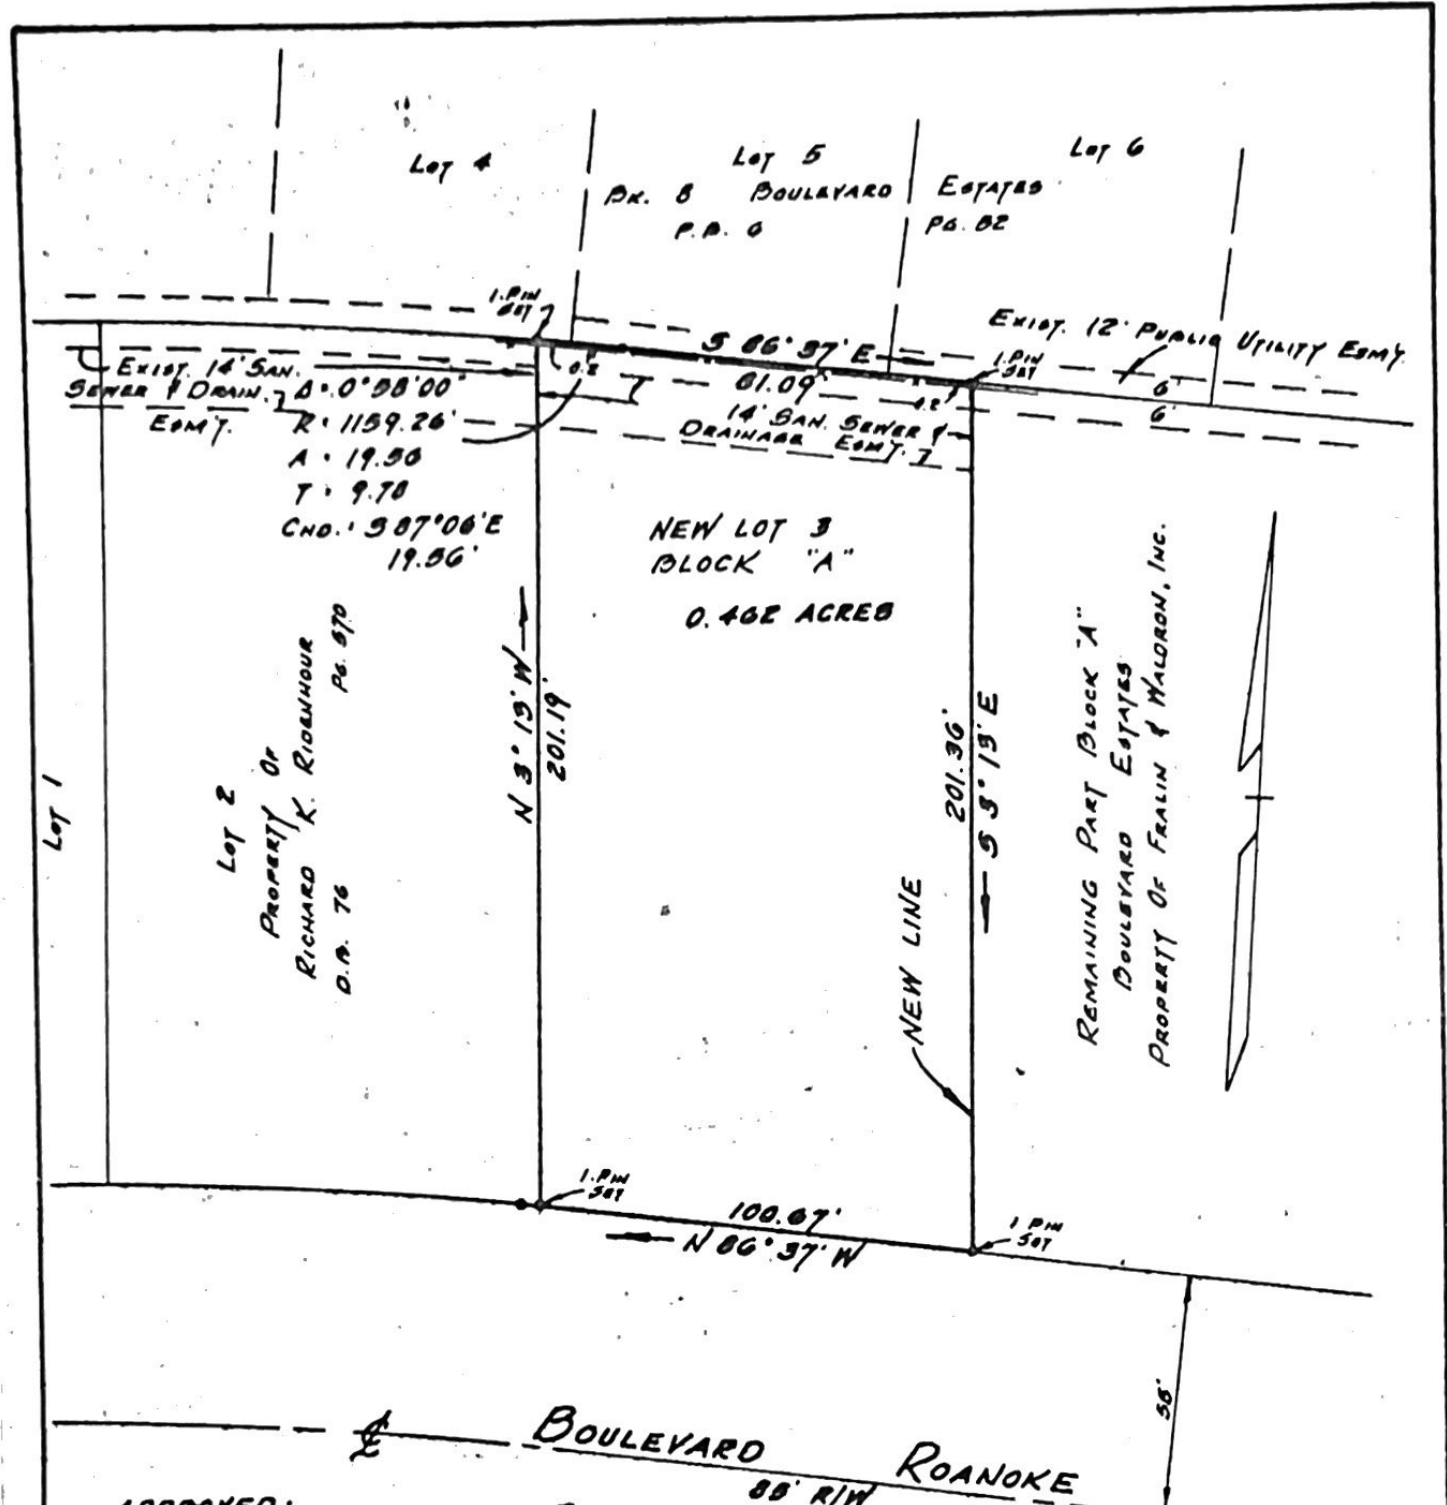 LOT 4
LOT 5
LOT 6
BK. 8 BOULEVARD ESTATES
P.B. 6 PG. 82
I. PIN
SET
S 86° 37' E
81.09'
EXIST. 12' PUBLIC UTILITY ESMT.
I. PIN
SET
6'
6'
EXIST. 14' SAN.
SEWER & DRAIN.
ESMT.
Δ = 0° 58' 00"
R = 1159.26'
A = 19.56
T = 9.78
CHD. = S 87° 06' E
19.56'
14' SAN. SEWER &
DRAINAGE ESMT.
NEW LOT 3
BLOCK "A"
0.462 ACRES
N 3° 13' W
201.19'
201.36'
S 3° 13' E
LOT 1
LOT 2
PROPERTY OF
RICHARD K. RIDENHOUR
D.B. 76 PG. 570
NEW LINE
REMAINING PART BLOCK "A"
BOULEVARD ESTATES
PROPERTY OF FRALIN & WALDRON, INC.
I. PIN
SET
I. PIN
SET
100.67'
N 86° 37' W
℄
BOULEVARD ROANOKE
APPROVED: